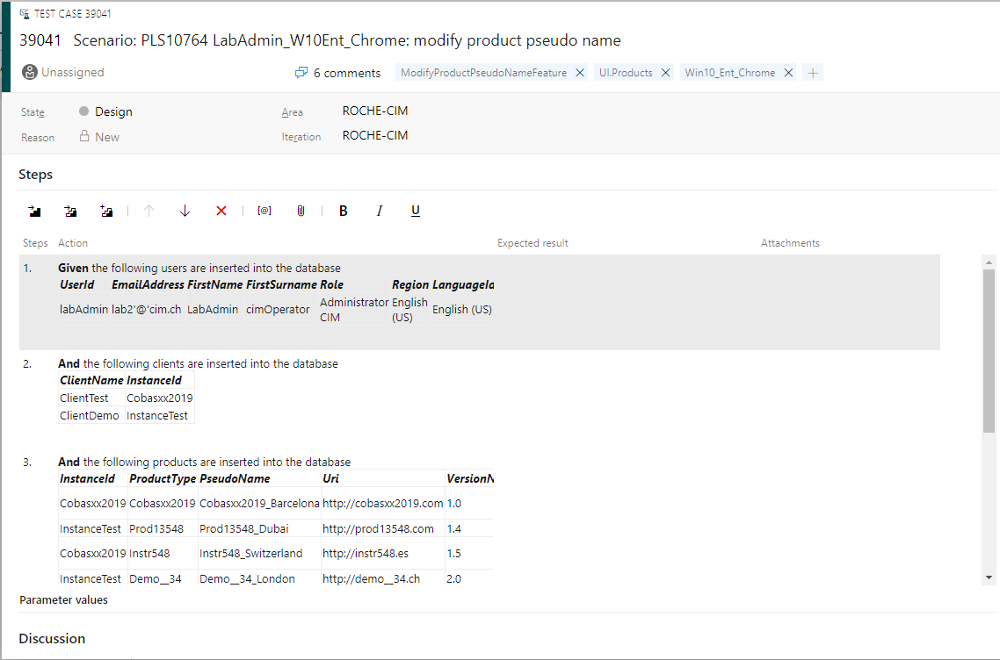 TEST CASE 39041
39041 Scenario: PLS10764 LabAdmin_W10Ent_Chrome: modify product pseudo name
Unassigned 6 comments ModifyProductPseudoNameFeature UI.Products Win10_Ent_Chrome
State Design Area ROCHE-CIM
Reason New Iteration ROCHE-CIM
Steps
[@] B I U
Steps Action Expected result Attachments
1. Given the following users are inserted into the database
UserId EmailAddress FirstName FirstSurname Role Region LanguageId
labAdmin lab2'@'cim.ch LabAdmin cimOperator Administrator CIM English (US) English (US)
2. And the following clients are inserted into the database
ClientName InstanceId
ClientTest Cobasxx2019
ClientDemo InstanceTest
3. And the following products are inserted into the database
InstanceId ProductType PseudoName Uri VersionN
Cobasxx2019 Cobasxx2019 Cobasxx2019_Barcelona http://cobasxx2019.com 1.0
InstanceTest Prod13548 Prod13548_Dubai http://prod13548.com 1.4
Cobasxx2019 Instr548 Instr548_Switzerland http://instr548.es 1.5
InstanceTest Demo__34 Demo__34_London http://demo__34.ch 2.0
Parameter values
Discussion